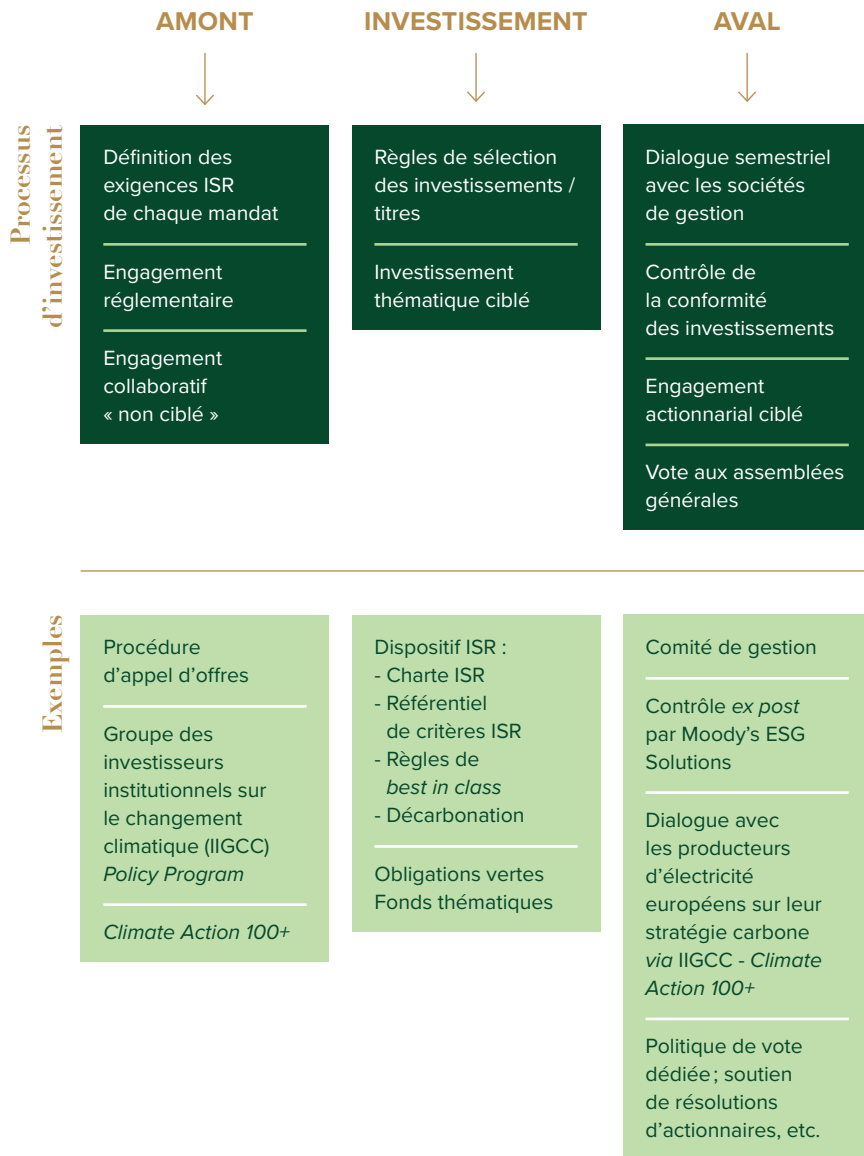 AMONT
INVESTISSEMENT
AVAL
Processus
d’investissement
Définition des
exigences ISR
de chaque mandat
Engagement
réglementaire
Engagement
collaboratif
« non ciblé »
Règles de sélection
des investissements /
titres
Investissement
thématique ciblé
Dialogue semestriel
avec les sociétés
de gestion
Contrôle de
la conformité
des investissements
Engagement
actionnarial ciblé
Vote aux assemblées
générales
Exemples
Procédure
d’appel d’offres
Groupe des
investisseurs
institutionnels sur
le changement
climatique (IIGCC)
Policy Program
Climate Action 100+
Dispositif ISR :
- Charte ISR
- Référentiel
de critères ISR
- Règles de
best in class
- Décarbonation
Obligations vertes
Fonds thématiques
Comité de gestion
Contrôle ex post
par Moody’s ESG
Solutions
Dialogue avec
les producteurs
d’électricité
européens sur leur
stratégie carbone
via IIGCC - Climate
Action 100+
Politique de vote
dédiée ; soutien
de résolutions
d’actionnaires, etc.